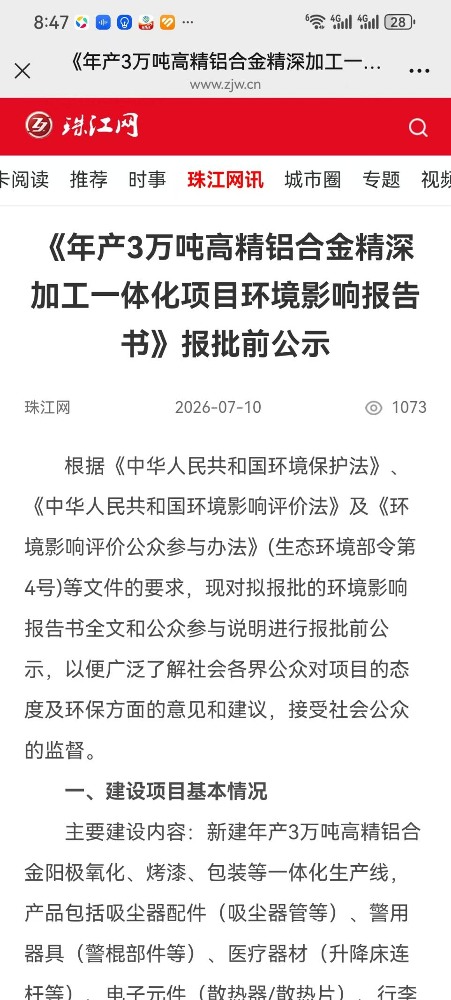 8:47
6 4G 4G 28
《年产3万吨高精铝合金精深加工一...
www.zjw.cn
珠江网
卡阅读 推荐 时事 珠江网讯 城市圈 专题 视频
《年产3万吨高精铝合金精深
加工一体化项目环境影响报告
书》报批前公示
珠江网 2026-07-10 1073
根据《中华人民共和国环境保护法》、
《中华人民共和国环境影响评价法》及《环
境影响评价公众参与办法》(生态环境部令第
4号)等文件的要求，现对拟报批的环境影响
报告书全文和公众参与说明进行报批前公
示，以便广泛了解社会各界公众对项目的态
度及环保方面的意见和建议，接受社会公众
的监督。
一、建设项目基本情况
主要建设内容：新建年产3万吨高精铝合
金阳极氧化、烤漆、包装等一体化生产线，
产品包括吸尘器配件（吸尘器管等）、警用
器具（警棍部件等）、医疗器材（升降床连
杆等）、电子元件（散热器/散热片）、行李